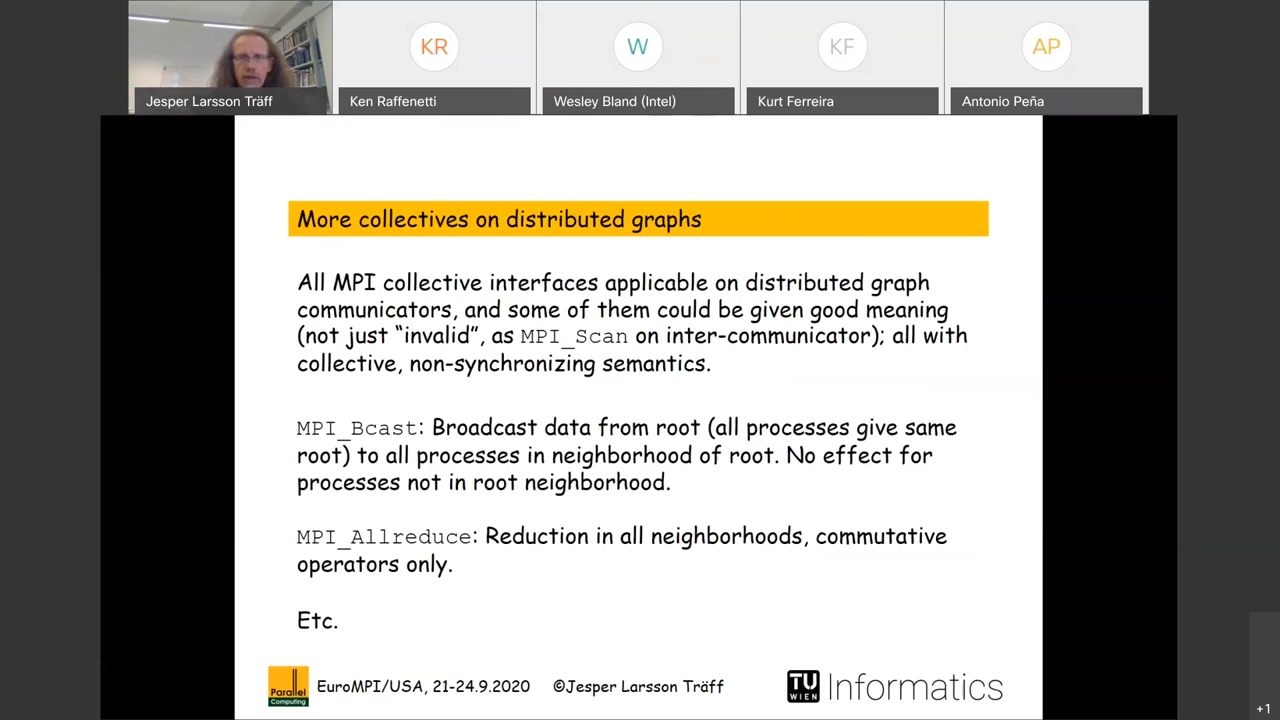 KR
W
KF
AP
Jesper Larsson Träff
Ken Raffenetti
Wesley Bland (Intel)
Kurt Ferreira
Antonio Peña
More collectives on distributed graphs
All MPI collective interfaces applicable on distributed graph
communicators, and some of them could be given good meaning
(not just “invalid”, as MPI_Scan on inter-communicator); all with
collective, non-synchronizing semantics.
MPI_Bcast: Broadcast data from root (all processes give same
root) to all processes in neighborhood of root. No effect for
processes not in root neighborhood.
MPI_Allreduce: Reduction in all neighborhoods, commutative
operators only.
Etc.
Parallel
Computing
EuroMPI/USA, 21-24.9.2020 ©Jesper Larsson Träff
TU
WIEN
Informatics
+1